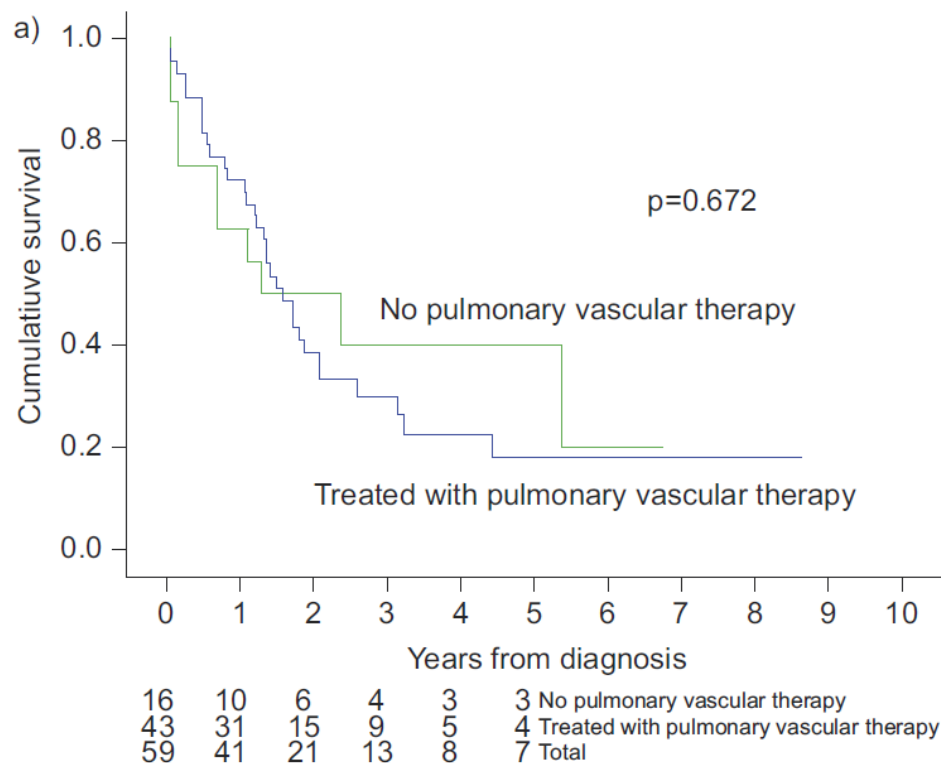 a)
1.0
0.8
0.6
0.4
0.2
0.0
Cumulatiive survival
p=0.672
No pulmonary vascular therapy
Treated with pulmonary vascular therapy
0 1 2 3 4 5 6 7 8 9 10
Years from diagnosis
16 10 6 4 3 3 No pulmonary vascular therapy
43 31 15 9 5 4 Treated with pulmonary vascular therapy
59 41 21 13 8 7 Total